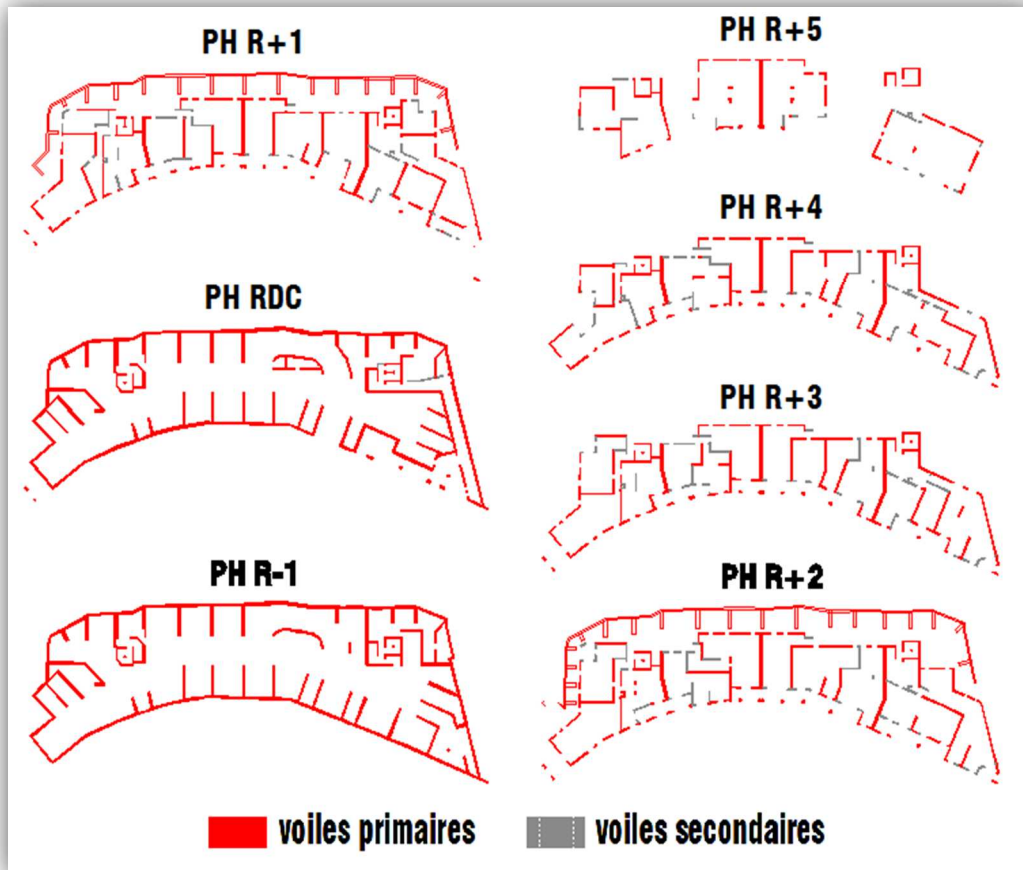 PH R+1
PH RDC
PH R-1
PH R+5
PH R+4
PH R+3
PH R+2
voiles primaires
voiles secondaires